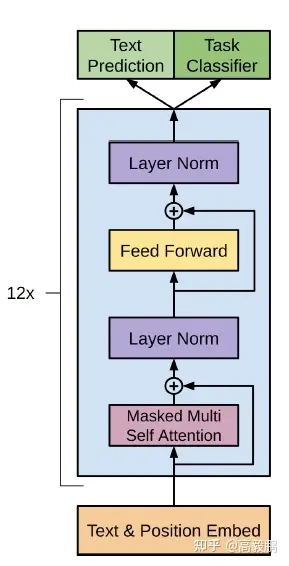 Text
Prediction
Task
Classifier
Layer Norm
Feed Forward
12x
Layer Norm
Masked Multi
Self Attention
Text & Position Embed
知乎 @高毅鹏